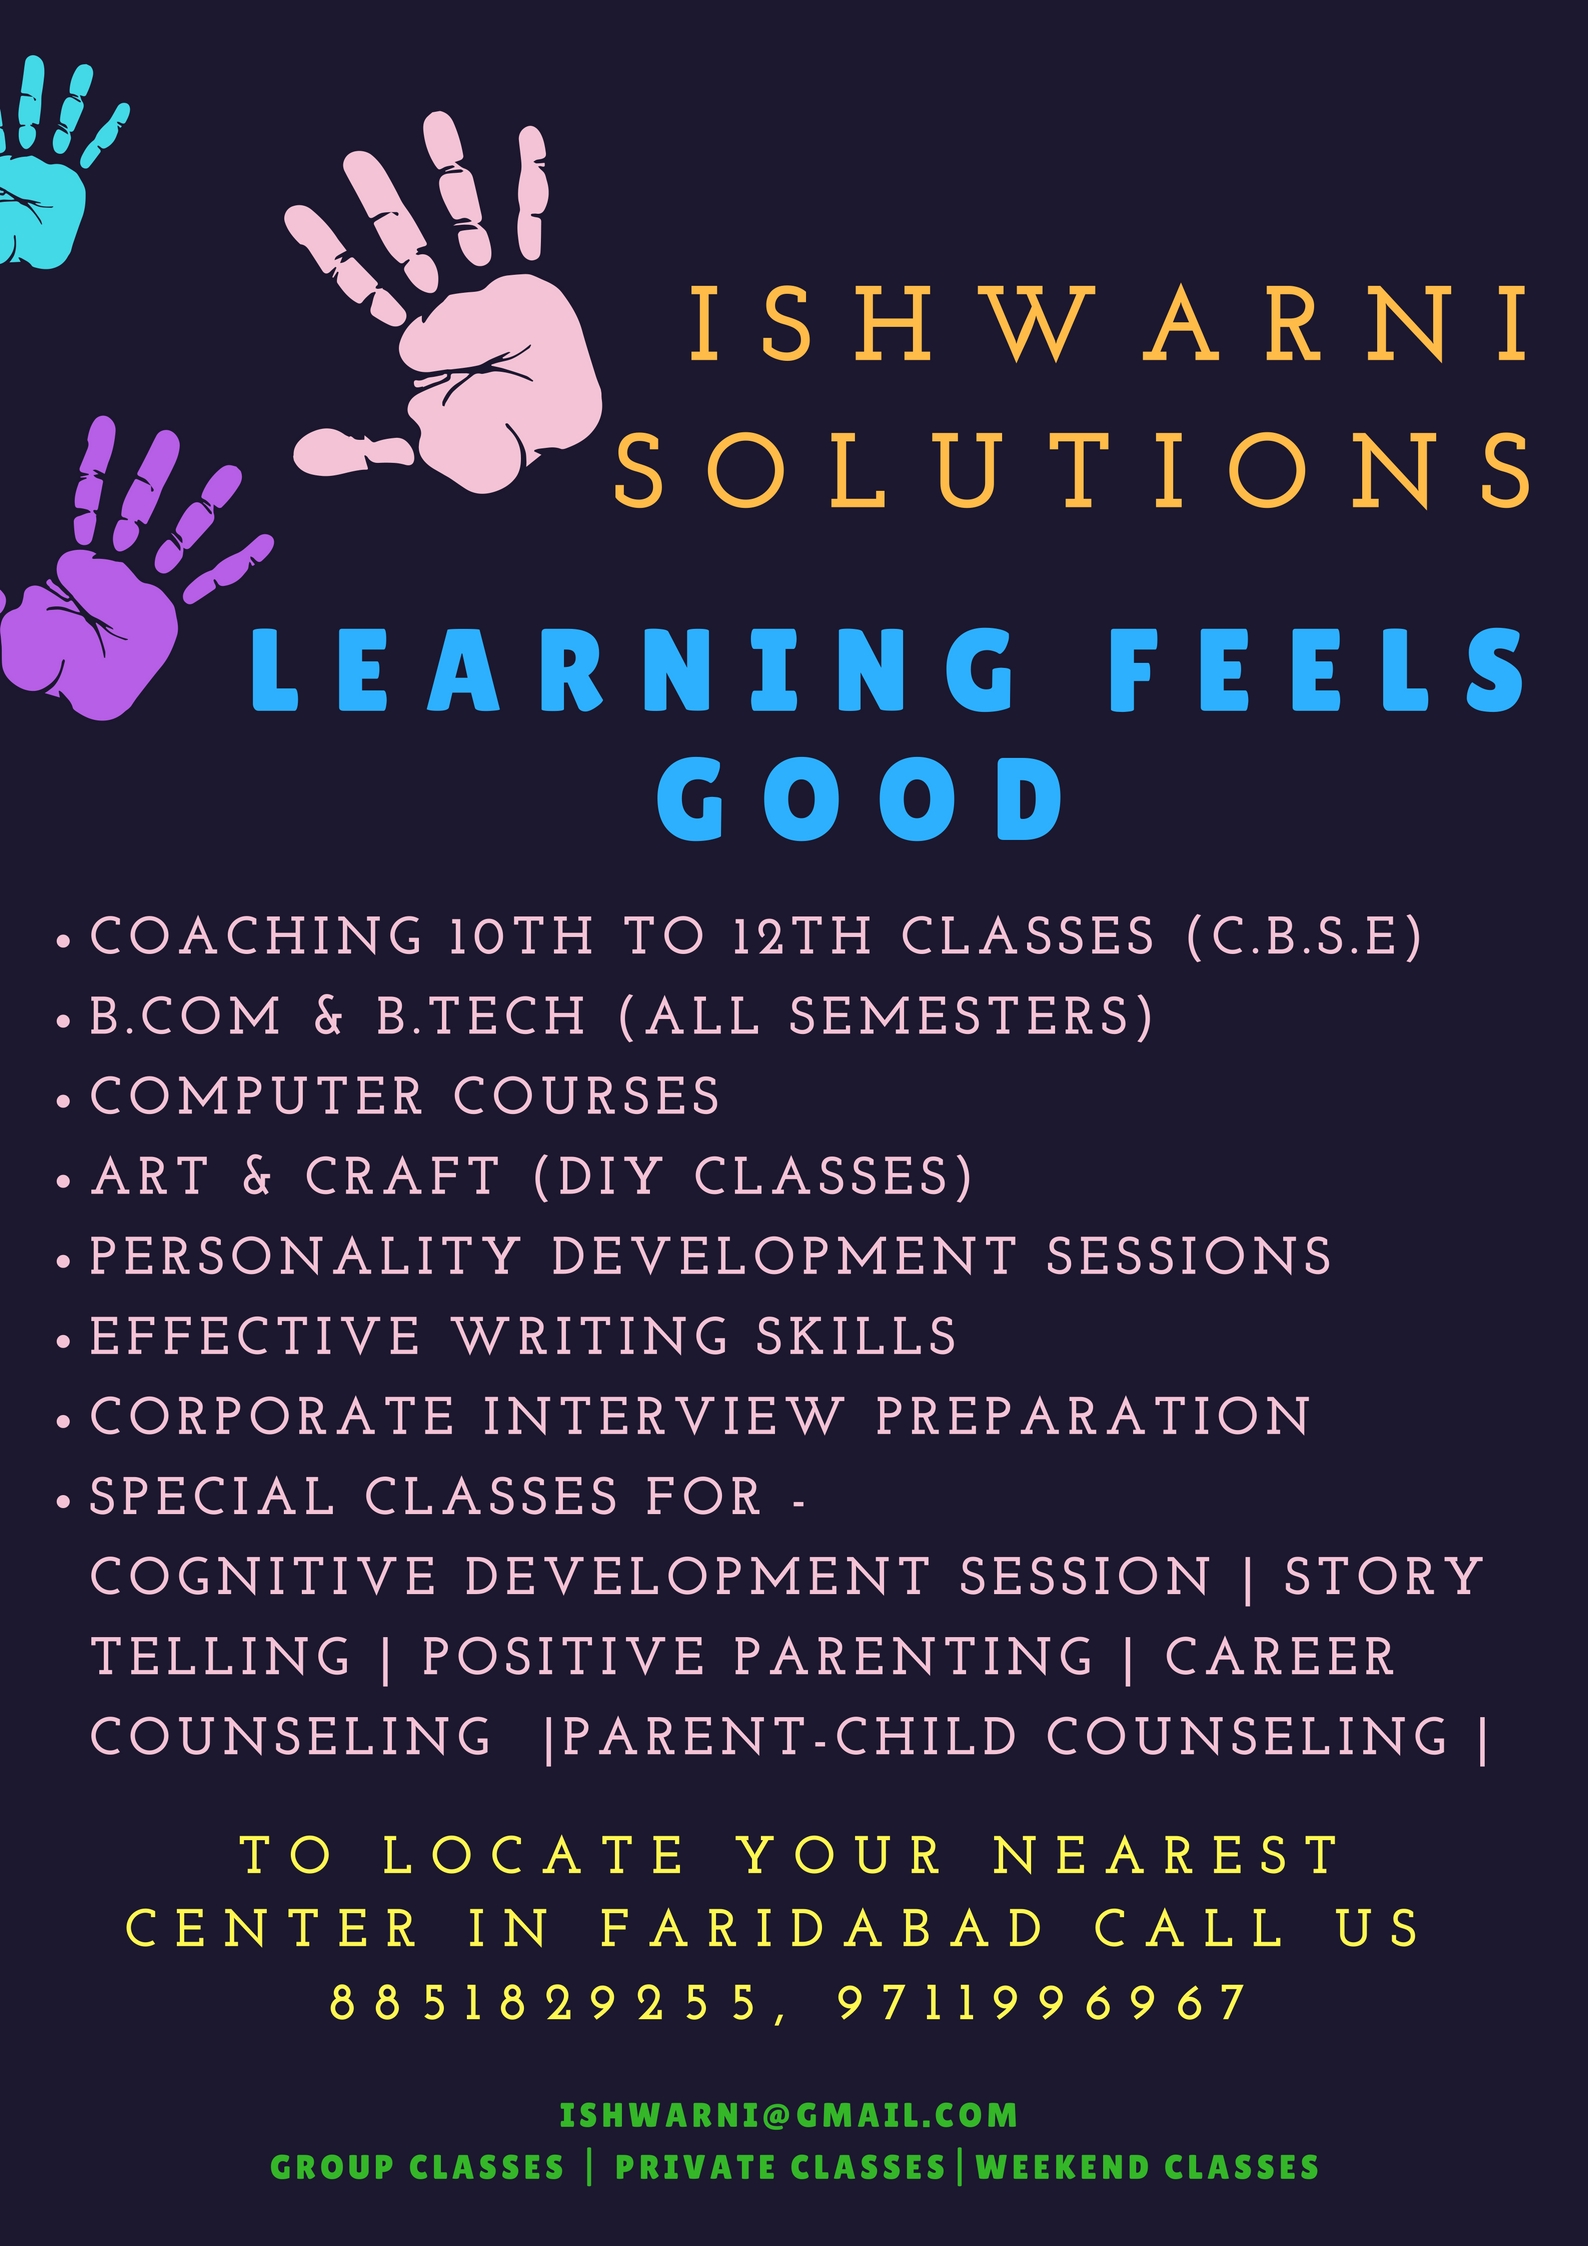 ISHWARNI
SOLUTIONS
LEARNING FEELS
GOOD
• COACHING 10TH TO 12TH CLASSES (C.B.S.E)
• B.COM & B.TECH (ALL SEMESTERS)
• COMPUTER COURSES
• ART & CRAFT (DIY CLASSES)
• PERSONALITY DEVELOPMENT SESSIONS
• EFFECTIVE WRITING SKILLS
• CORPORATE INTERVIEW PREPARATION
• SPECIAL CLASSES FOR -
COGNITIVE DEVELOPMENT SESSION | STORY
TELLING | POSITIVE PARENTING | CAREER
COUNSELING |PARENT-CHILD COUNSELING |
TO LOCATE YOUR NEAREST
CENTER IN FARIDABAD CALL US
8851829255, 9711996967
ISHWARNI@GMAIL.COM
GROUP CLASSES | PRIVATE CLASSES|WEEKEND CLASSES